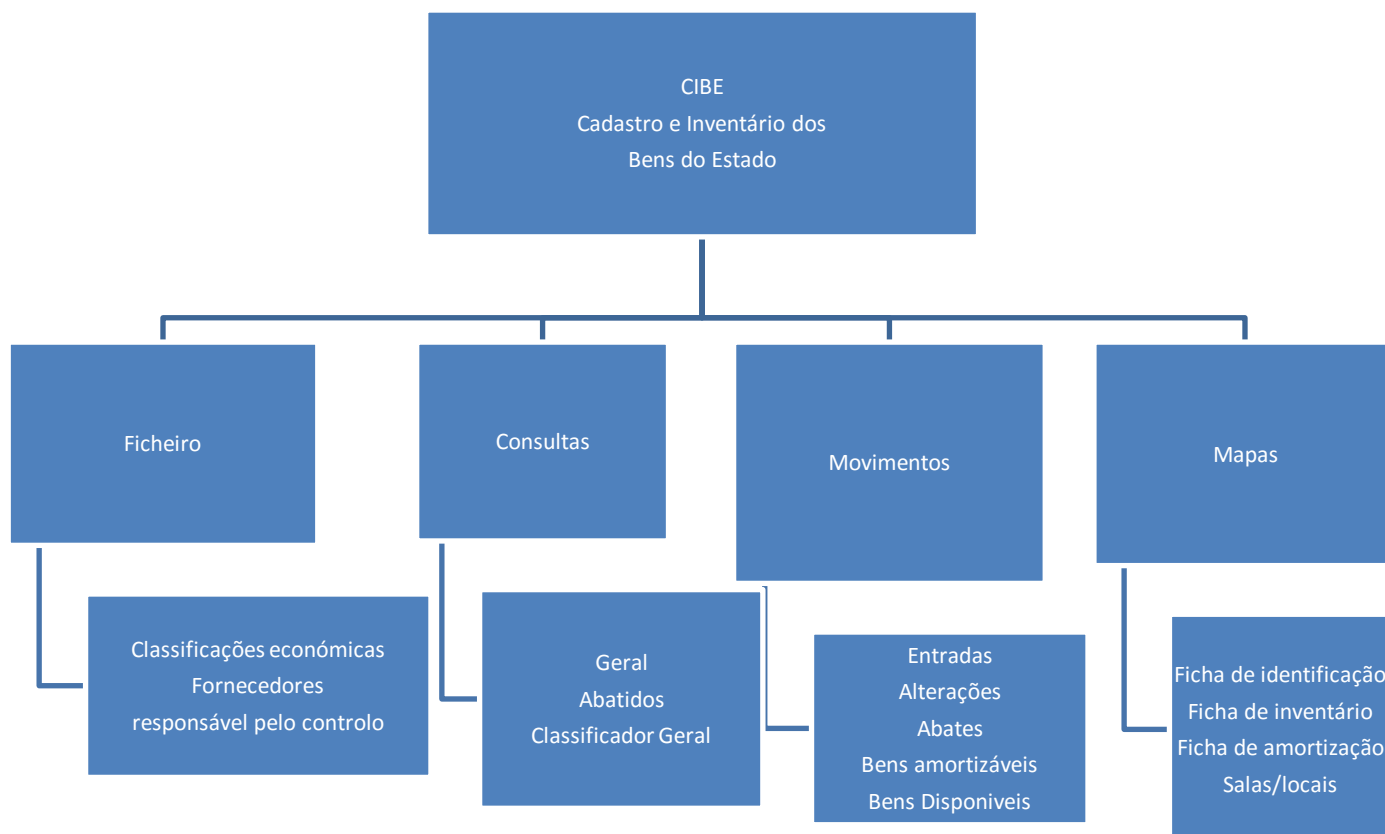 CIBE
Cadastro e Inventário dos
Bens do Estado
Ficheiro
Consultas
Movimentos
Mapas
Classificações económicas
Fornecedores
responsável pelo controlo
Geral
Abatidos
Classificador Geral
Entradas
Alterações
Abates
Bens amortizáveis
Bens Disponiveis
Ficha de identificação
Ficha de inventário
Ficha de amortização
Salas/locais